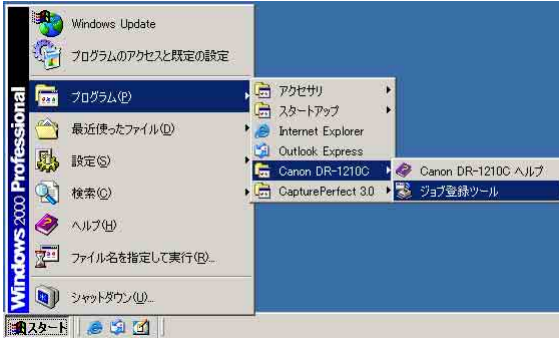 Windows Update
プログラムのアクセスと既定の設定
プログラム(P)
最近使ったファイル(D)
設定(S)
検索(C)
ヘルプ(H)
ファイル名を指定して実行(R)...
シャットダウン(U)...
Windows 2000 Professional
アクセサリ
スタートアップ
Internet Explorer
Outlook Express
Canon DR-1210C
CapturePerfect 3.0
Canon DR-1210C ヘルプ
ジョブ登録ツール
スタート